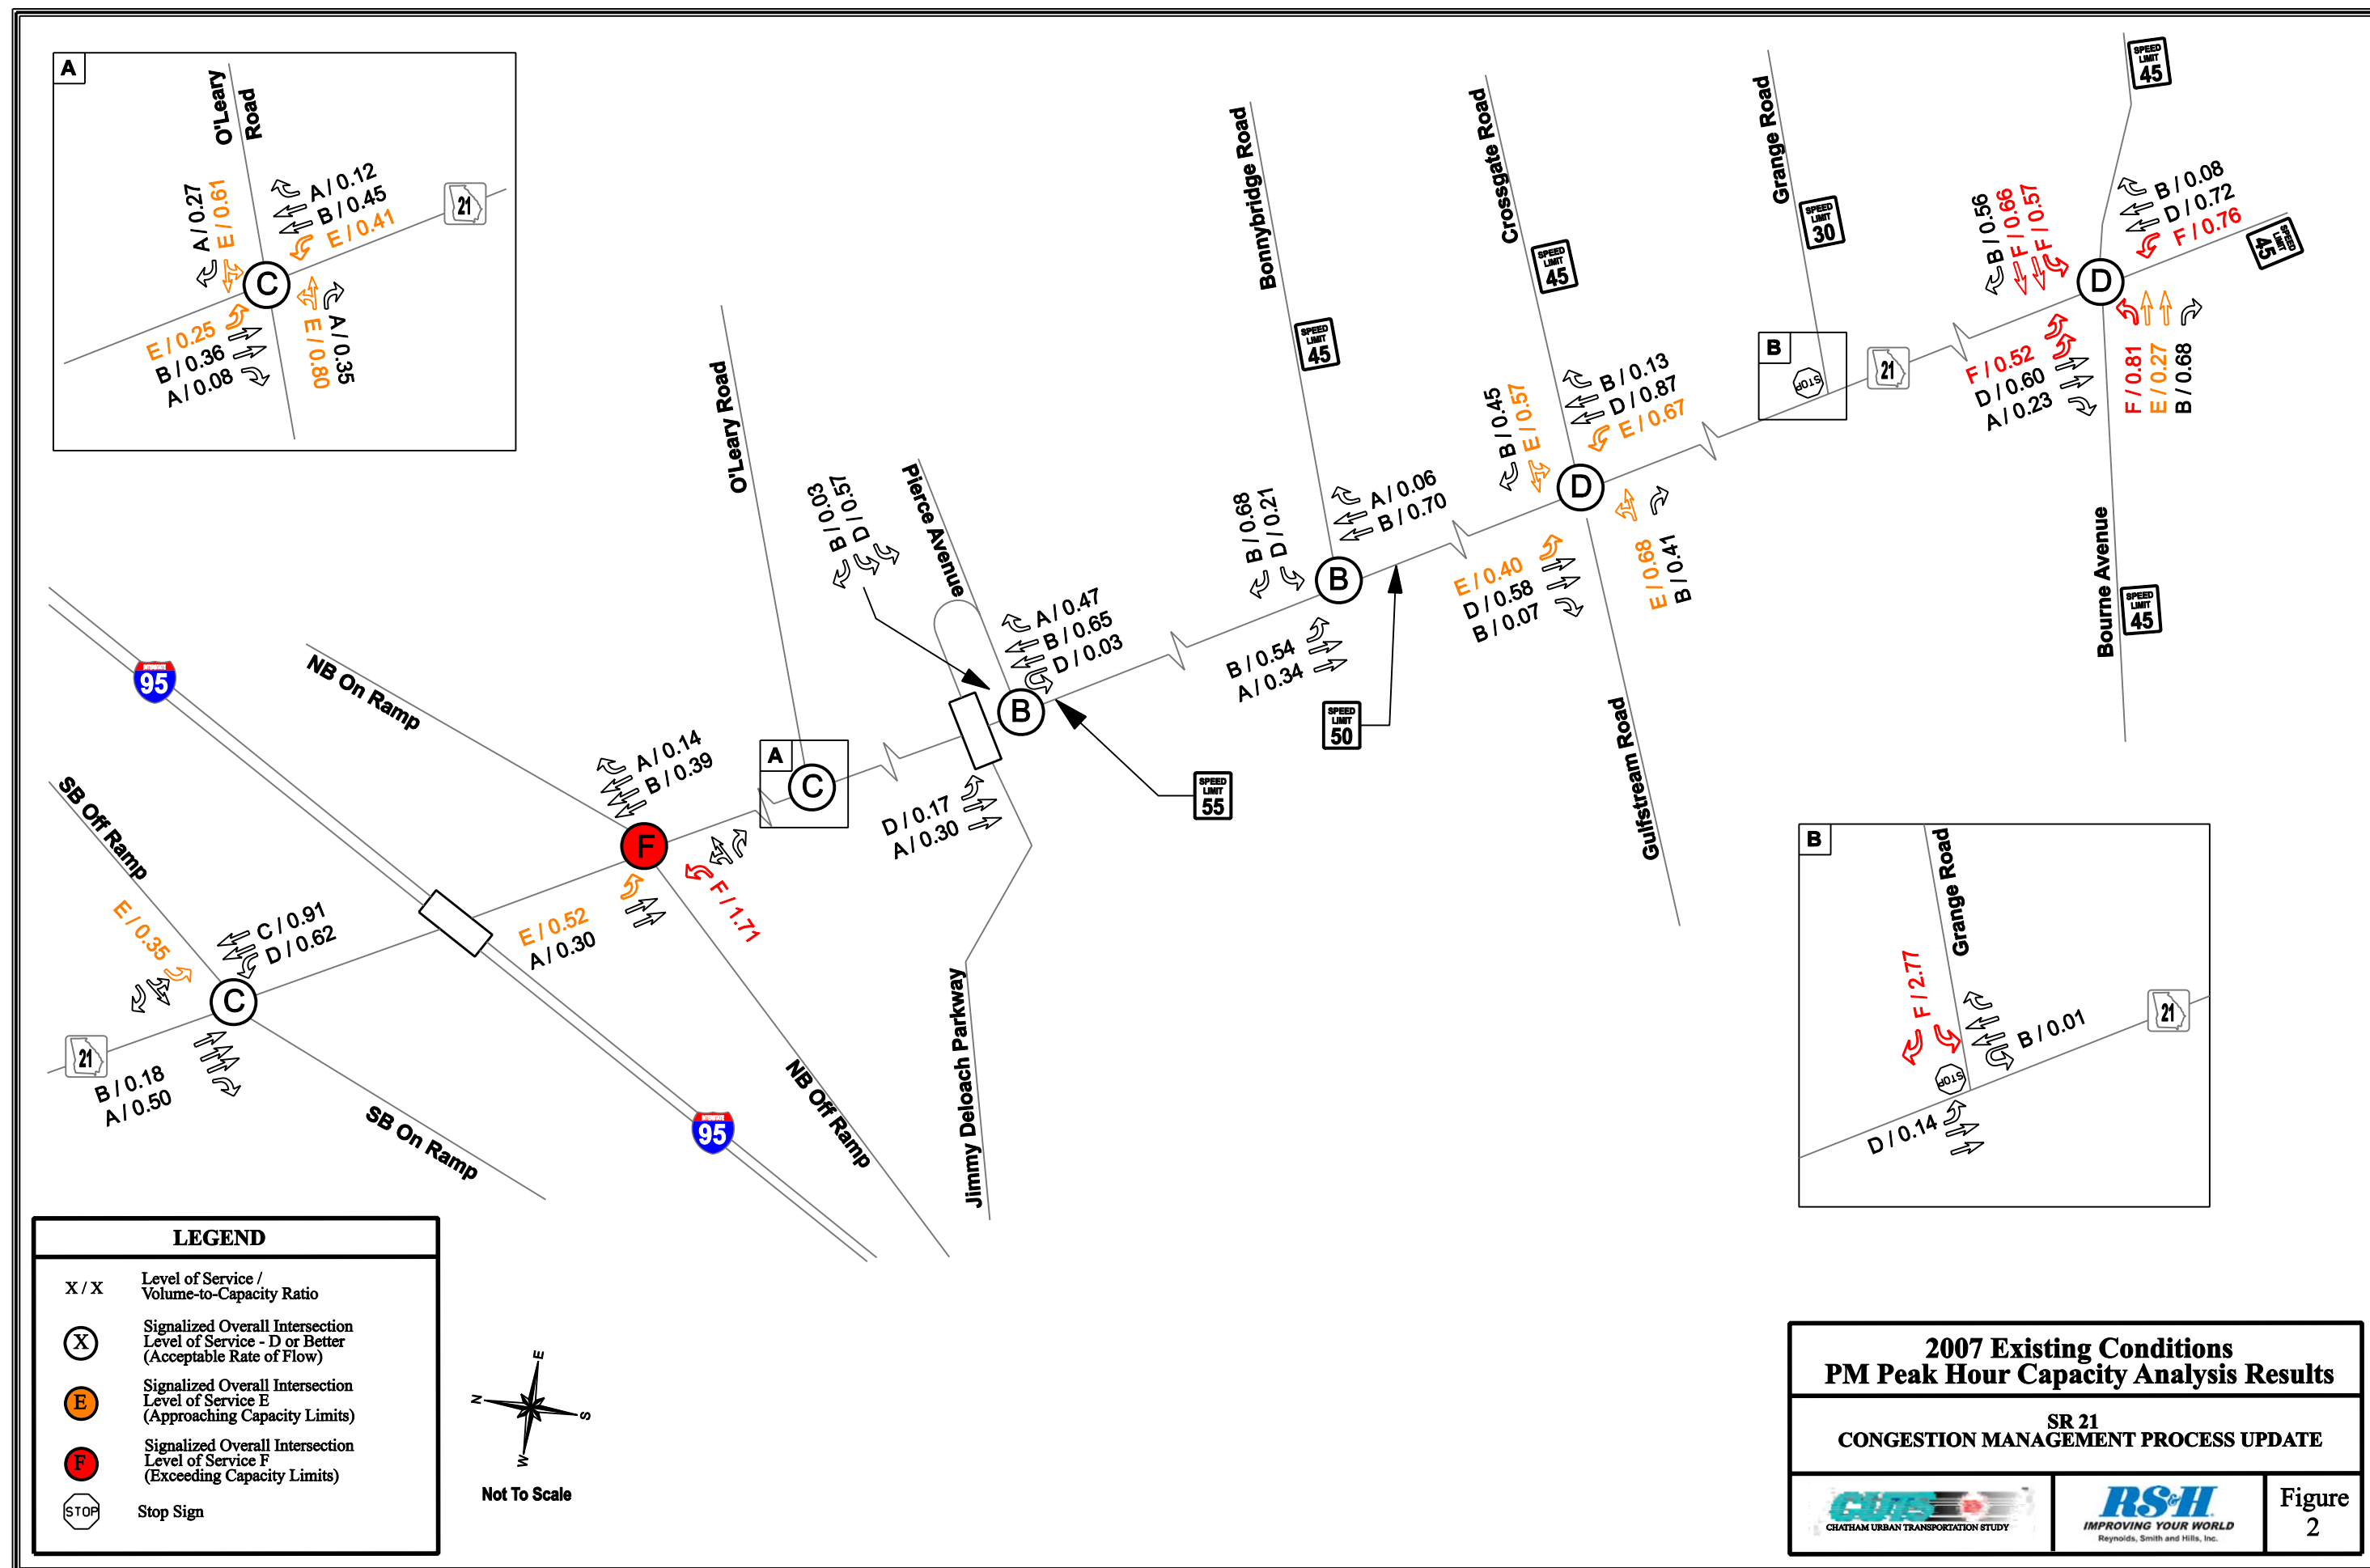 A
O'Leary
Road
A / 0.27
E / 0.61
A / 0.12
B / 0.45
E / 0.41
21
C
E / 0.25
B / 0.36
A / 0.08
E / 0.80
A / 0.35
SPEED
LIMIT
45
Grange Road
Crossgate Road
Bonnybridge Road
SPEED
LIMIT
30
SPEED
LIMIT
45
SPEED
LIMIT
45
B / 0.56
F / 0.66
F / 0.57
B / 0.08
D / 0.72
F / 0.76
SPEED
LIMIT
45
D
F / 0.52
D / 0.60
A / 0.23
F / 0.81
E / 0.27
B / 0.68
Bourne Avenue
SPEED
LIMIT
45
B
STOP
21
B / 0.45
E / 0.57
B / 0.13
D / 0.87
E / 0.67
D
E / 0.40
D / 0.58
B / 0.07
E / 0.68
B / 0.41
Gulfstream Road
B / 0.68
D / 0.21
A / 0.06
B / 0.70
B
B / 0.54
A / 0.34
SPEED
LIMIT
50
O'Leary Road
Pierce Avenue
B / 0.03
D / 0.57
A / 0.47
B / 0.65
D / 0.03
B
SPEED
LIMIT
55
D / 0.17
A / 0.30
Jimmy Deloach Parkway
A
C
INTERSTATE
95
NB On Ramp
A / 0.14
B / 0.39
F
E / 0.52
A / 0.30
F / 1.71
NB Off Ramp
SB Off Ramp
E / 0.35
C / 0.91
D / 0.62
C
21
B / 0.18
A / 0.50
SB On Ramp
INTERSTATE
95
B
Grange Road
F / 2.77
B / 0.01
21
STOP
D / 0.14
LEGEND
X / X
Level of Service /
Volume-to-Capacity Ratio
X
Signalized Overall Intersection
Level of Service - D or Better
(Acceptable Rate of Flow)
E
Signalized Overall Intersection
Level of Service E
(Approaching Capacity Limits)
F
Signalized Overall Intersection
Level of Service F
(Exceeding Capacity Limits)
STOP
Stop Sign
E
N
S
W
Not To Scale
2007 Existing Conditions
PM Peak Hour Capacity Analysis Results
SR 21
CONGESTION MANAGEMENT PROCESS UPDATE
CUTS
CHATHAM URBAN TRANSPORTATION STUDY
RS&H
IMPROVING YOUR WORLD
Reynolds, Smith and Hills, Inc.
Figure
2